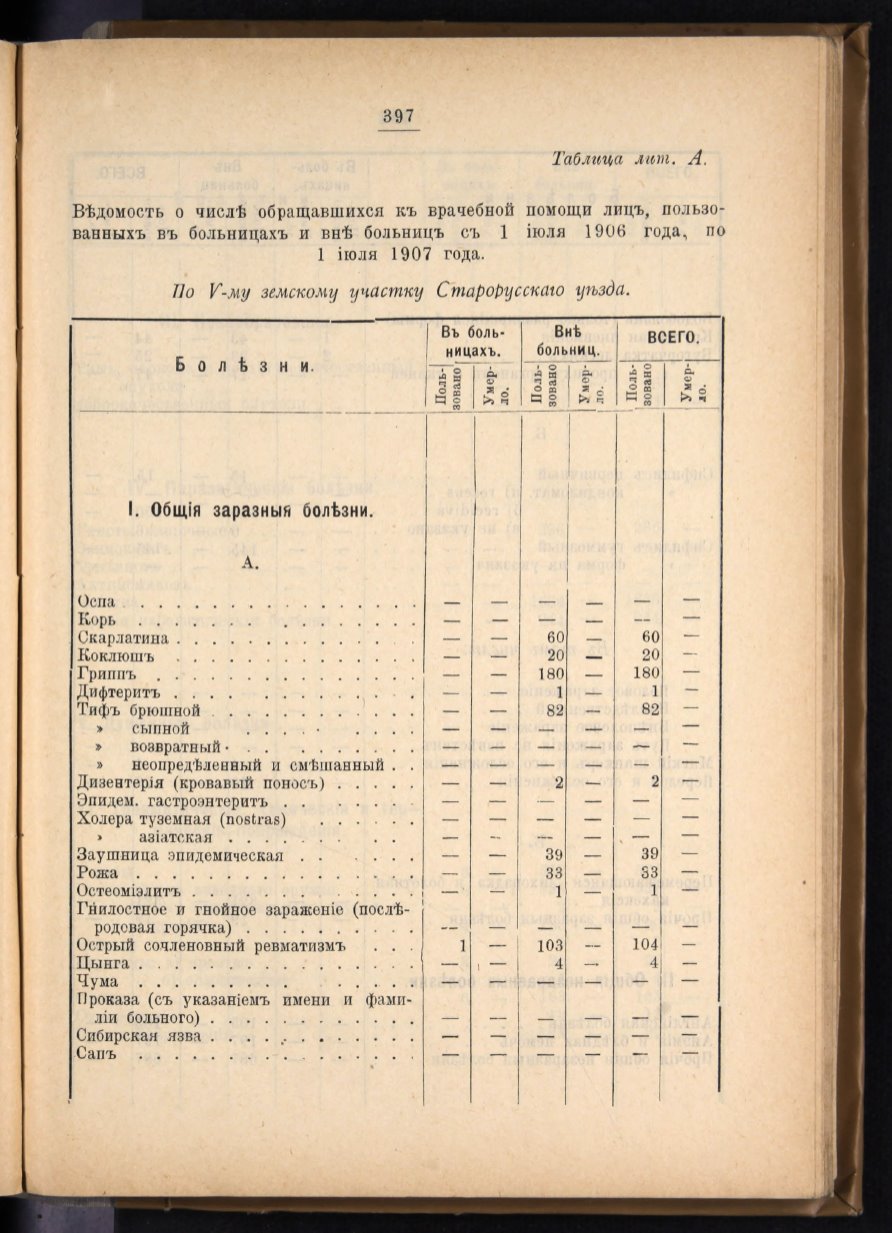 397
Таблица лит. А.
Вѣдомость о числѣ обращавшихся къ врачебной помощи лицъ, пользо-
ванныхъ въ больницахъ и внѣ больницъ съ 1 іюля 1906 года, по
1 іюля 1907 года.
По V-му земскому участку Старорусскаго уѣзда.
Болѣзни. Въ боль- Внѣ ВСЕГО.
ницахъ. больниц.
Поль- Умер- Поль- Умер- Поль- Умер-
зовано ло. зовано ло. зовано ло.
I. Общія заразныя болѣзни.
А.
Оспа . . . . . . . . . . . . . . . . — — — — — —
Корь . . . . . . . . . . . . . . . — — — — — —
Скарлатина . . . . . . . . . . . . . — — 60 — 60 —
Коклюшъ . . . . . . . . . . . . . — — 20 — 20 —
Гриппъ . . . . . . . . . . . . . . — — 180 — 180 —
Дифтеритъ . . . . . . . . . . . . . — — 1 — 1 —
Тифъ брюшной . . . . . . . . . . . — — 82 — 82 —
» сыпной . . . . . . . . — — — — — —
» возвратный . . . . . . . . . — — — — — —
» неопредѣленный и смѣшанный . . — — — — — —
Дизентерія (кровавый поносъ) . . . . . — — 2 — 2 —
Эпидем. гастроэнтеритъ . . . . . . . — — — — — —
Холера туземная (nostras) . . . . . . — — — — — —
» азіатская . . . . . . . . . — — — — — —
Заушница эпидемическая . . . . . . — — 39 — 39 —
Рожа . . . . . . . . . . . . . . . — — 33 — 33 —
Остеоміэлитъ . . . . . . . . . . . . — — 1 — 1 —
Гнилостное и гнойное зараженіе (послѣ-
родовая горячка) . . . . . . . . . — — — — — —
Острый сочленовный ревматизмъ . . . 1 — 103 — 104 —
Цынга . . . . . . . . . . . . . . . — — 4 — 4 —
Чума . . . . . . . . . . . . . . — — — — — —
Проказа (съ указаніемъ имени и фами-
ліи больного) . . . . . . . . . . . — — — — — —
Сибирская язва . . . . . . . . . . . — — — — — —
Сапъ . . . . . . . . . . . . . . — — — — — —